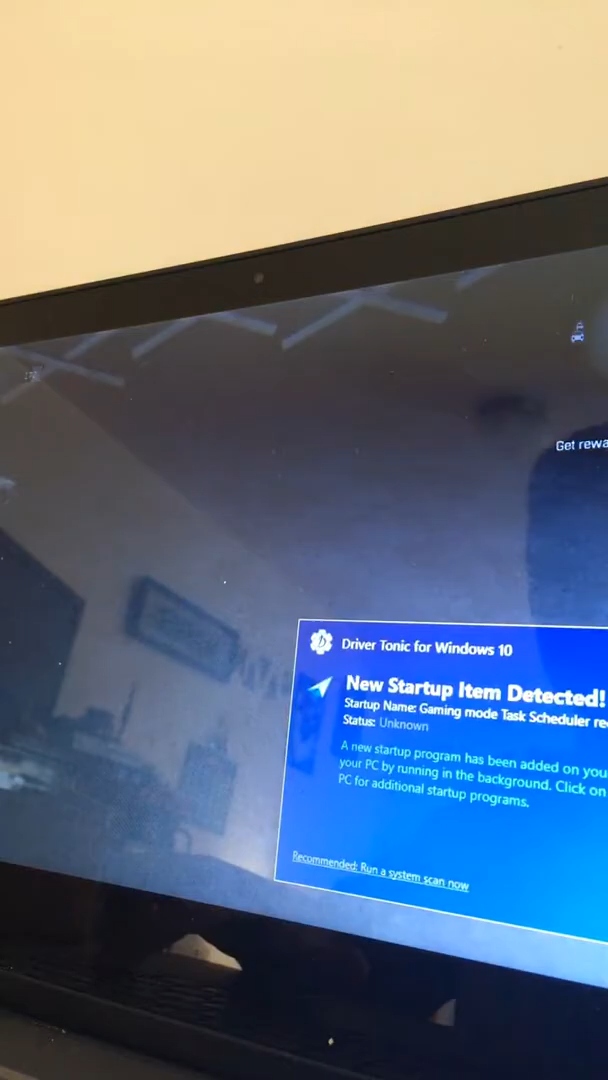 Get
Driver Tonic for Windows 10
New Startup Item Detected!
Startup Name: Gaming mode Task Scheduler
Status: Unknown
A new startup program has been added on you
your PC by running in the background. Click on
PC for additional startup programs.
Recommended: Run a system scan now